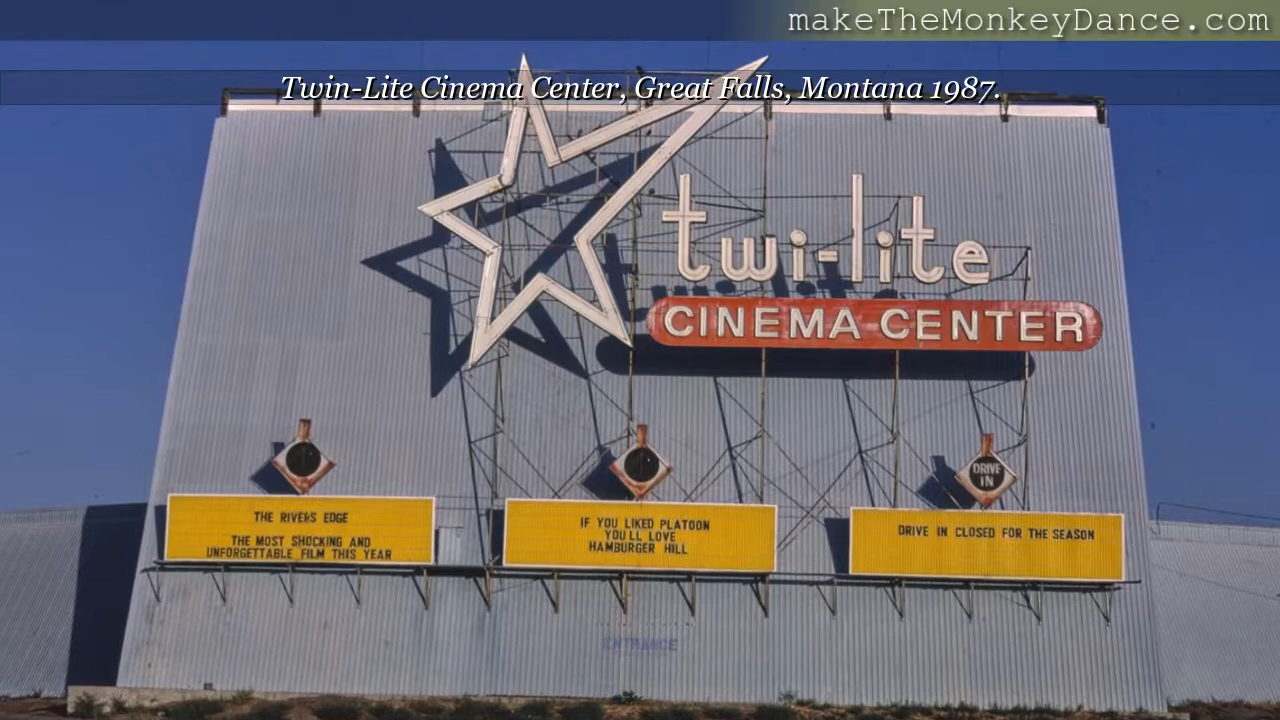 makeTheMonkeyDance.com
Twin-Lite Cinema Center, Great Falls, Montana 1987.
twi-lite
CINEMA CENTER
DRIVE
IN
THE RIVERS EDGE
THE MOST SHOCKING AND
UNFORGETTABLE FILM THIS YEAR
IF YOU LIKED PLATOON
YOU'LL LOVE
HAMBURGER HILL
DRIVE IN CLOSED FOR THE SEASON
ENTRANCE